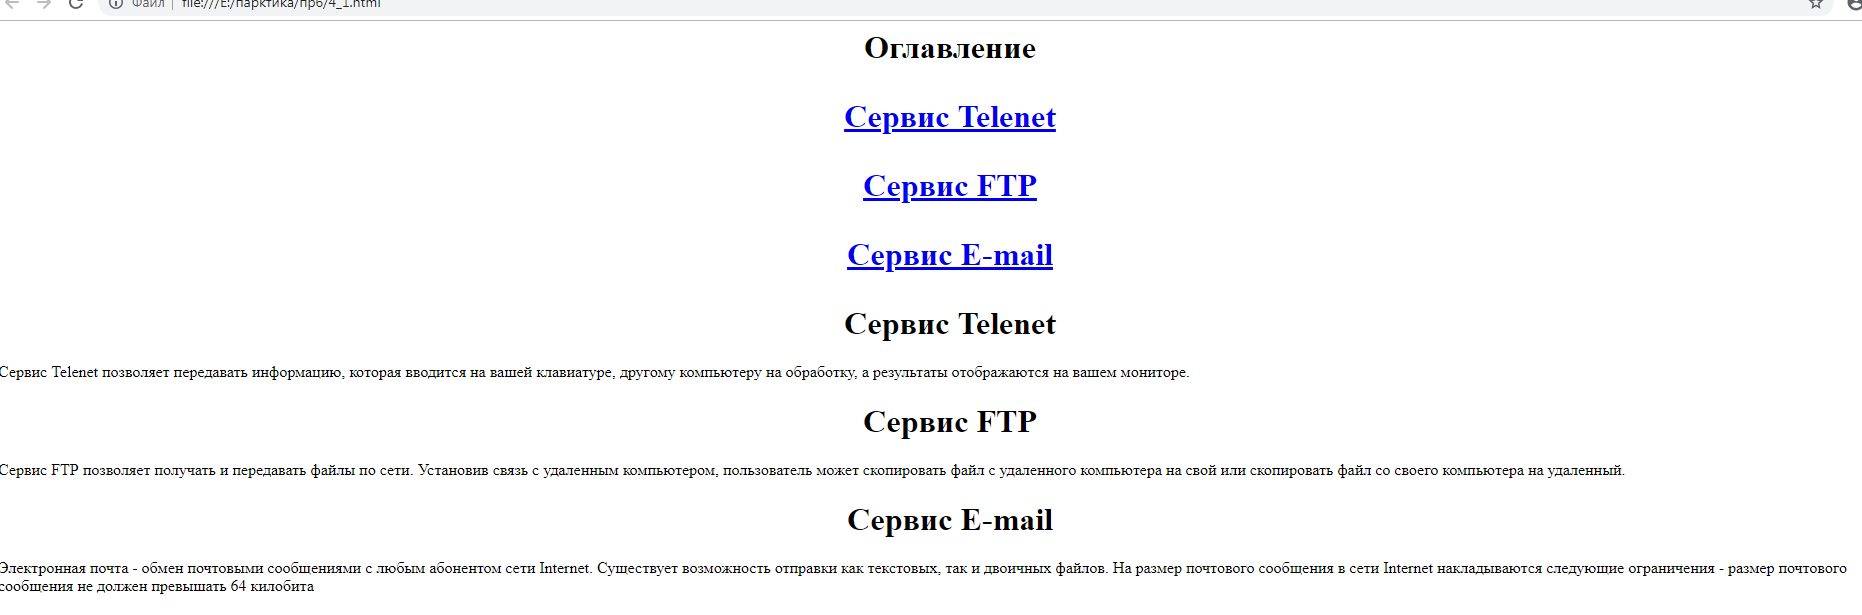 Файл | file:///E:/парктика/пр6/4_1.html
Оглавление
Сервис Telenet
Сервис FTP
Сервис E-mail
Сервис Telenet
Сервис Telenet позволяет передавать информацию, которая вводится на вашей клавиатуре, другому компьютеру на обработку, а результаты отображаются на вашем мониторе.
Сервис FTP
Сервис FTP позволяет получать и передавать файлы по сети. Установив связь с удаленным компьютером, пользователь может скопировать файл с удаленного компьютера на свой или скопировать файл со своего компьютера на удаленный.
Сервис E-mail
Электронная почта - обмен почтовыми сообщениями с любым абонентом сети Internet. Существует возможность отправки как текстовых, так и двоичных файлов. На размер почтового сообщения в сети Internet накладываются следующие ограничения - размер почтового
сообщения не должен превышать 64 килобита